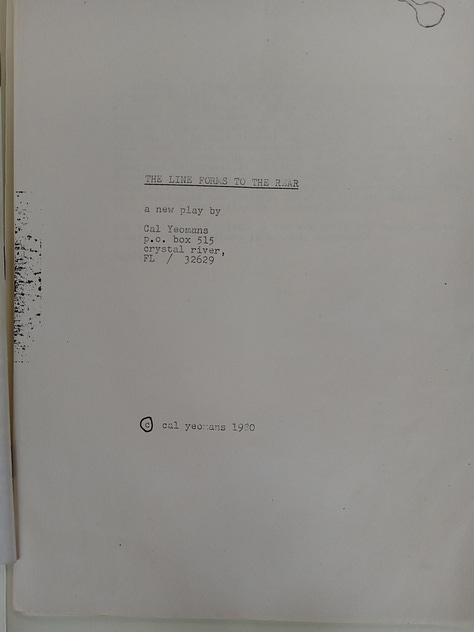 THE LINE FORMS TO THE REAR
a new play by
Cal Yeomans
p.o. box 515
crystal river,
FL / 32629
© cal yeomans